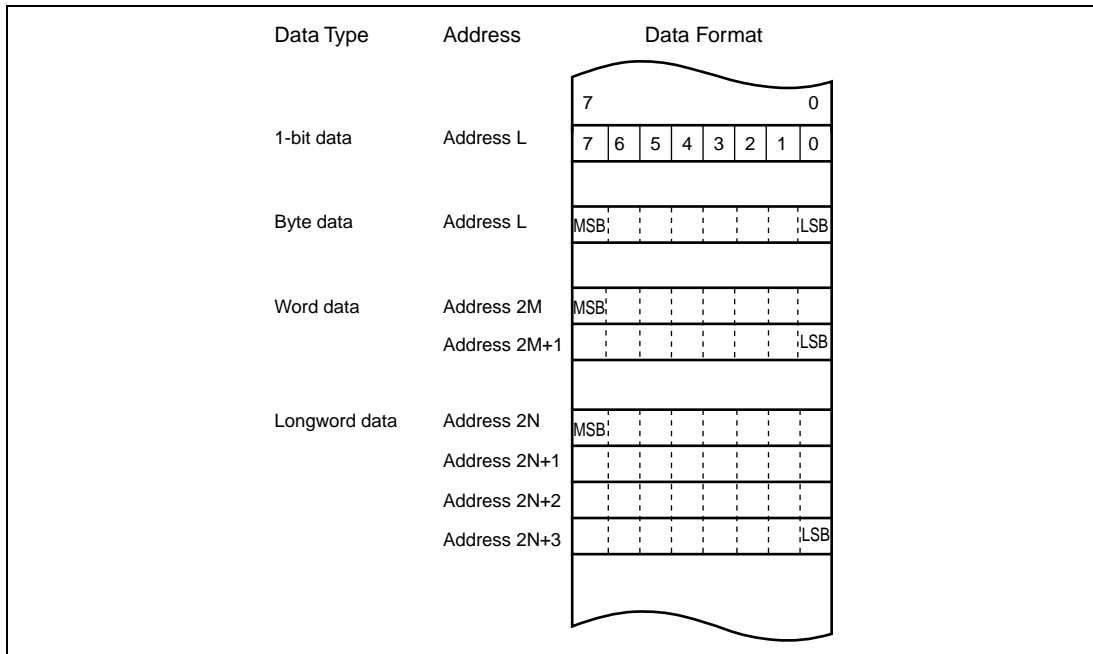 Data Type Address Data Format
7 0
1-bit data Address L 7 6 5 4 3 2 1 0
Byte data Address L MSB LSB
Word data Address 2M MSB
Address 2M+1 LSB
Longword data Address 2N MSB
Address 2N+1
Address 2N+2
Address 2N+3 LSB